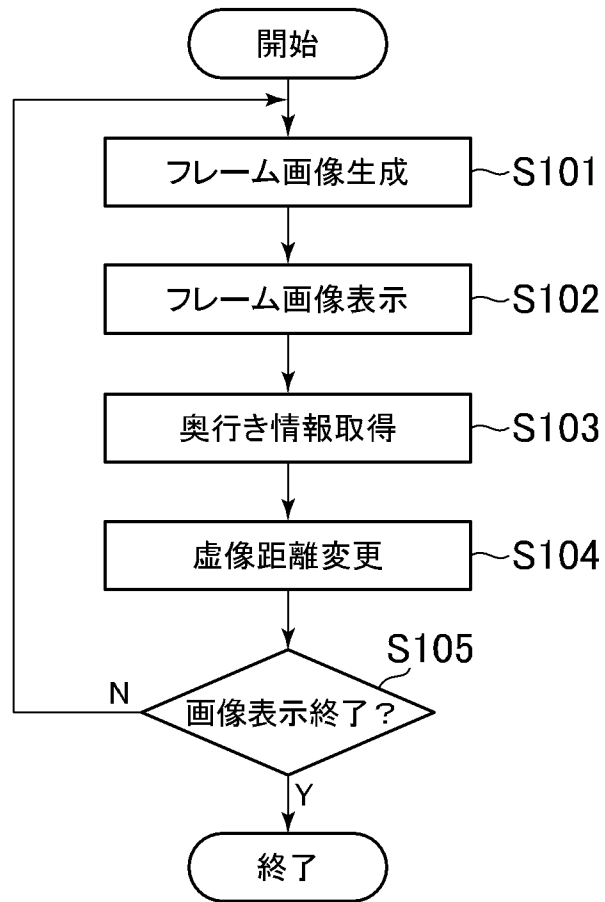 開始
フレーム画像生成
S101
フレーム画像表示
S102
奥行き情報取得
S103
虚像距離変更
S104
S105
画像表示終了？
N
Y
終了